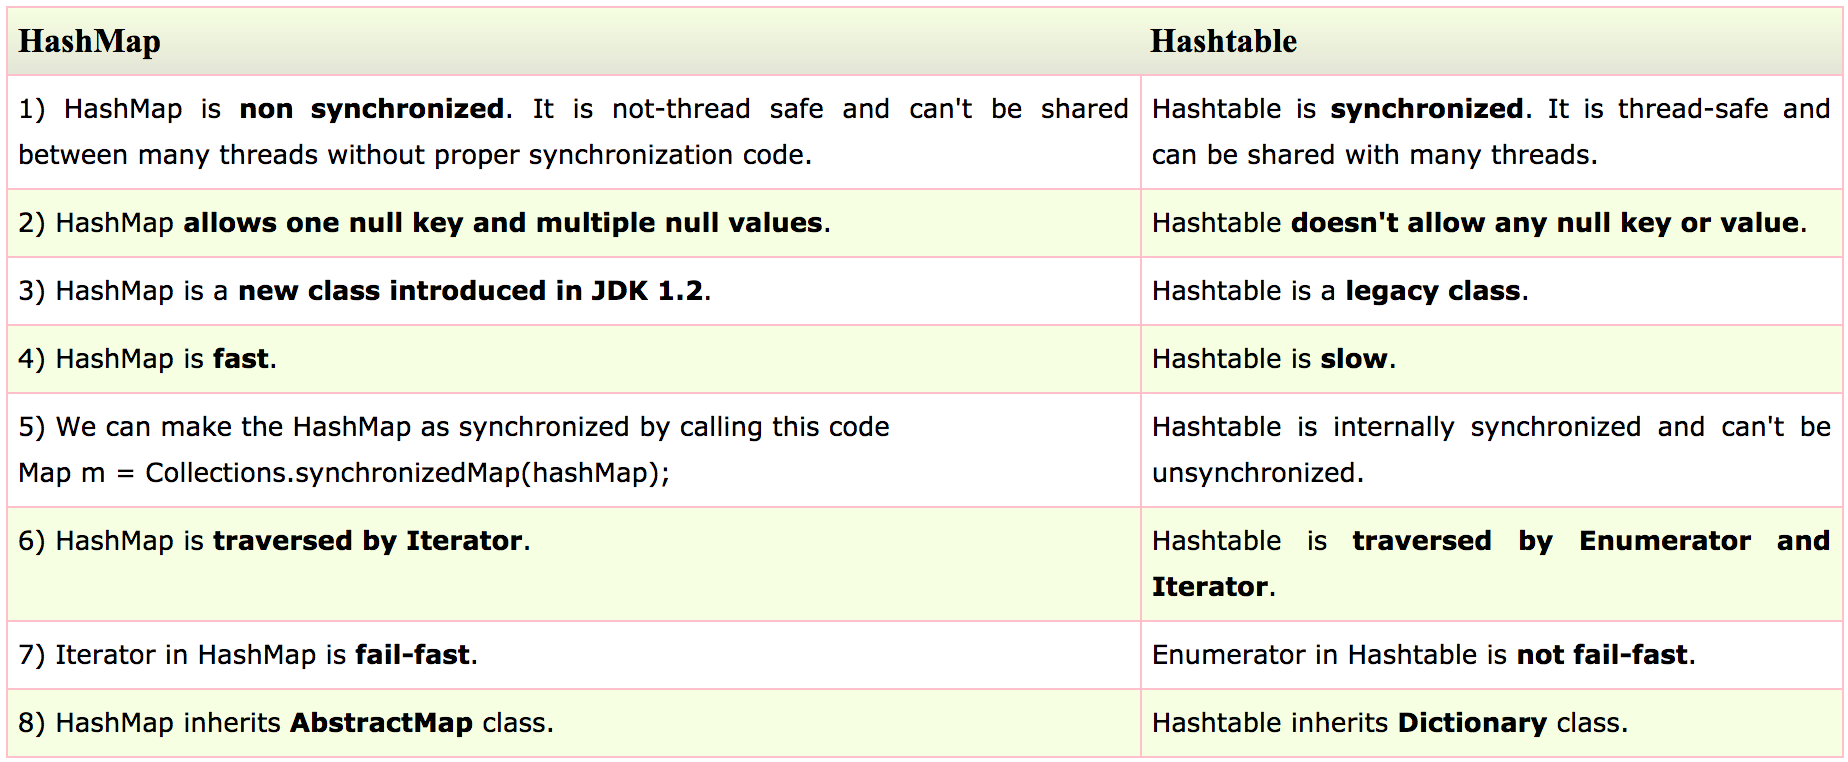 HashMap
Hashtable
1) HashMap is non synchronized. It is not-thread safe and can't be shared
between many threads without proper synchronization code.
Hashtable is synchronized. It is thread-safe and
can be shared with many threads.
2) HashMap allows one null key and multiple null values.
Hashtable doesn't allow any null key or value.
3) HashMap is a new class introduced in JDK 1.2.
Hashtable is a legacy class.
4) HashMap is fast.
Hashtable is slow.
5) We can make the HashMap as synchronized by calling this code
Map m = Collections.synchronizedMap(hashMap);
Hashtable is internally synchronized and can't be
unsynchronized.
6) HashMap is traversed by Iterator.
Hashtable is traversed by Enumerator and
Iterator.
7) Iterator in HashMap is fail-fast.
Enumerator in Hashtable is not fail-fast.
8) HashMap inherits AbstractMap class.
Hashtable inherits Dictionary class.